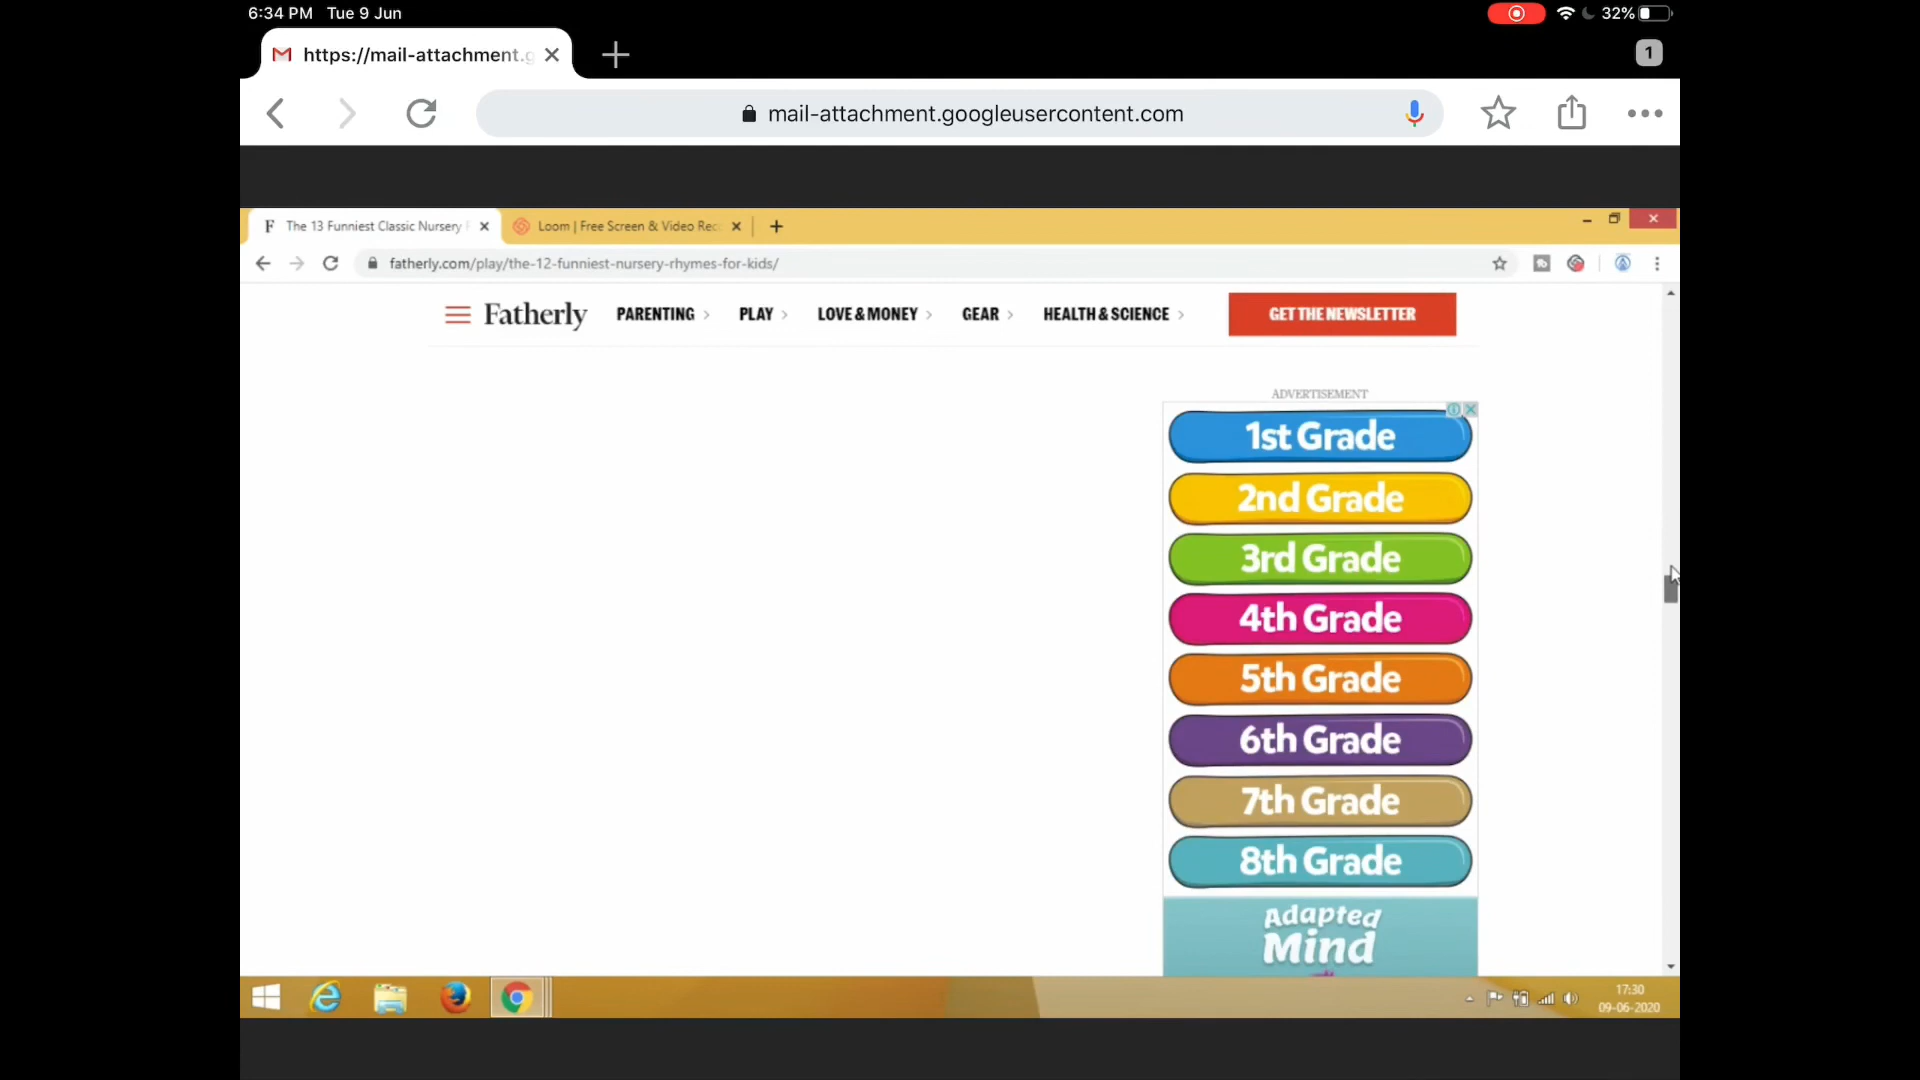 6:34 PM Tue 9 Jun
32%
https://mail-attachment.g
1
mail-attachment.googleusercontent.com
F The 13 Funniest Classic Nursery
Loom | Free Screen & Video Rec
fatherly.com/play/the-12-funniest-nursery-rhymes-for-kids/
Fatherly PARENTING PLAY LOVE & MONEY GEAR HEALTH & SCIENCE GET THE NEWSLETTER
ADVERTISEMENT
1st Grade
2nd Grade
3rd Grade
4th Grade
5th Grade
6th Grade
7th Grade
8th Grade
Adapted
Mind
17:30
09-06-2020